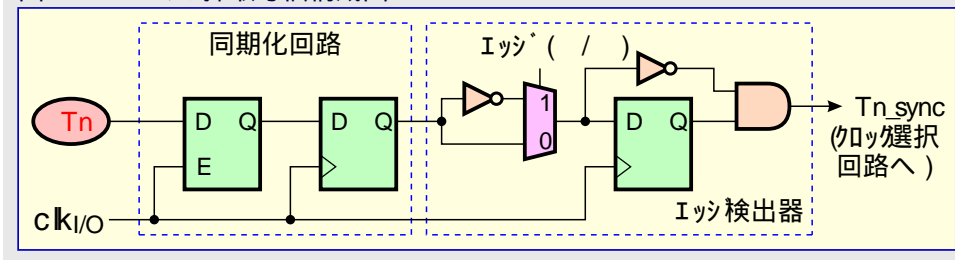 同期化回路
ｴｯｼﾞ ( / )
Tn
D Q
E
D Q
1
0
D Q
Tn_sync
(ｸﾛｯｸ選択
回路へ )
clkI/O
ｴｯｼﾞ検出器